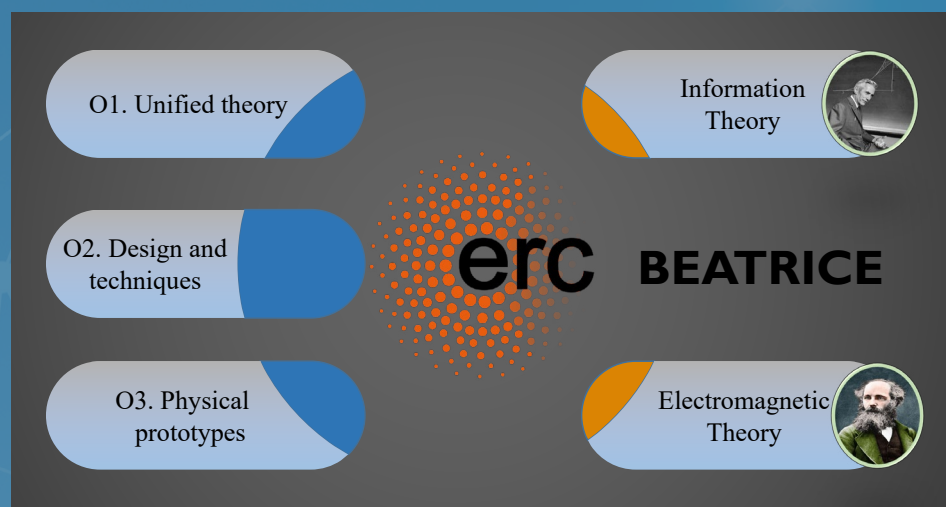 O1. Unified theory
O2. Design and
techniques
O3. Physical
prototypes
erc
BEATRICE
Information
Theory
Electromagnetic
Theory